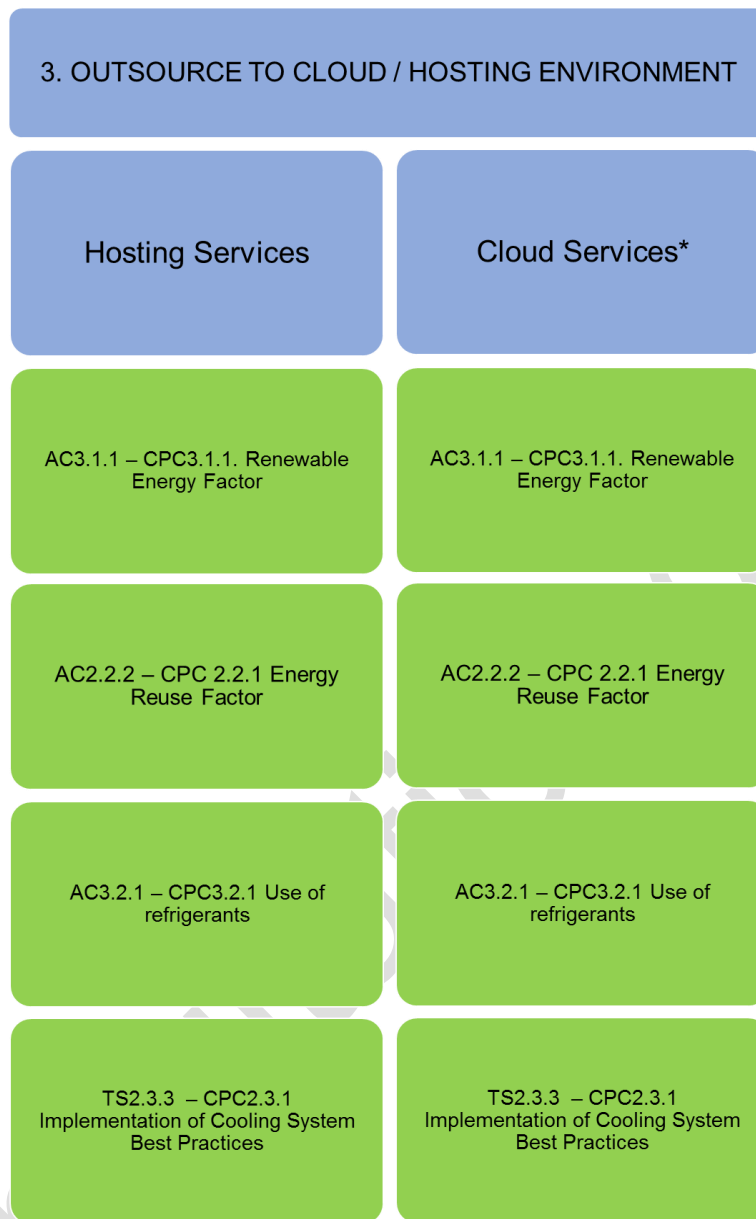 3. OUTSOURCE TO CLOUD / HOSTING ENVIRONMENT
Hosting Services
Cloud Services*
AC3.1.1 – CPC3.1.1. Renewable
Energy Factor
AC3.1.1 – CPC3.1.1. Renewable
Energy Factor
AC2.2.2 – CPC 2.2.1 Energy
Reuse Factor
AC2.2.2 – CPC 2.2.1 Energy
Reuse Factor
AC3.2.1 – CPC3.2.1 Use of
refrigerants
AC3.2.1 – CPC3.2.1 Use of
refrigerants
TS2.3.3 – CPC2.3.1
Implementation of Cooling System
Best Practices
TS2.3.3 – CPC2.3.1
Implementation of Cooling System
Best Practices